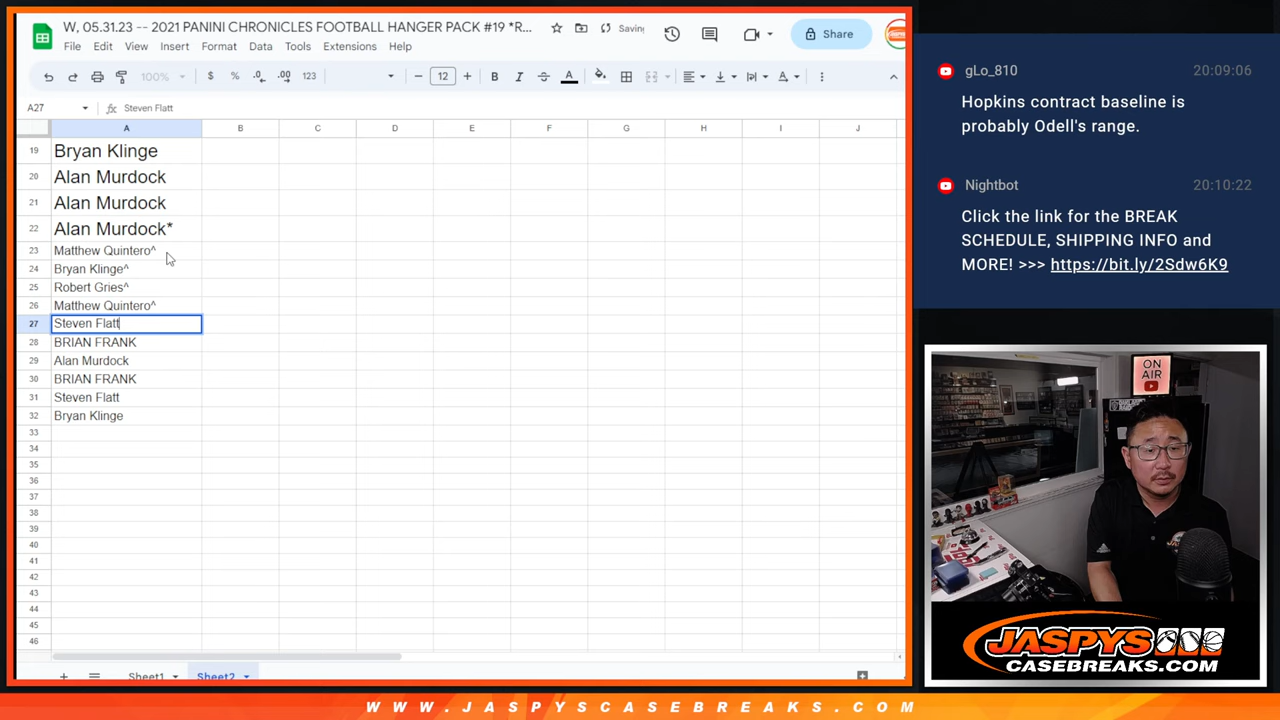 W, 05.31.23 -- 2021 PANINI CHRONICLES FOOTBALL HANGER PACK #19 *R...
Saving
Share
File Edit View Insert Format Data Tools Extensions Help
100% $ % .0 .00 123 12 B I A
A27 Steven Flatt
A B C D E F G H I J
19 Bryan Klinge
20 Alan Murdock
21 Alan Murdock
22 Alan Murdock*
23 Matthew Quintero^
24 Bryan Klinge^
25 Robert Gries^
26 Matthew Quintero^
27 Steven Flatt
28 BRIAN FRANK
29 Alan Murdock
30 BRIAN FRANK
31 Steven Flatt
32 Bryan Klinge
33
34
35
36
37
38
39
40
41
42
43
44
45
46
Sheet1 Sheet2
gLo_810 20:09:06
Hopkins contract baseline is
probably Odell's range.
Nightbot 20:10:22
Click the link for the BREAK
SCHEDULE, SHIPPING INFO and
MORE! >>> https://bit.ly/2Sdw6K9
ON
AIR
JASPYS
CASEBREAKS.COM
WWW.JASPYSCASEBREAKS.COM